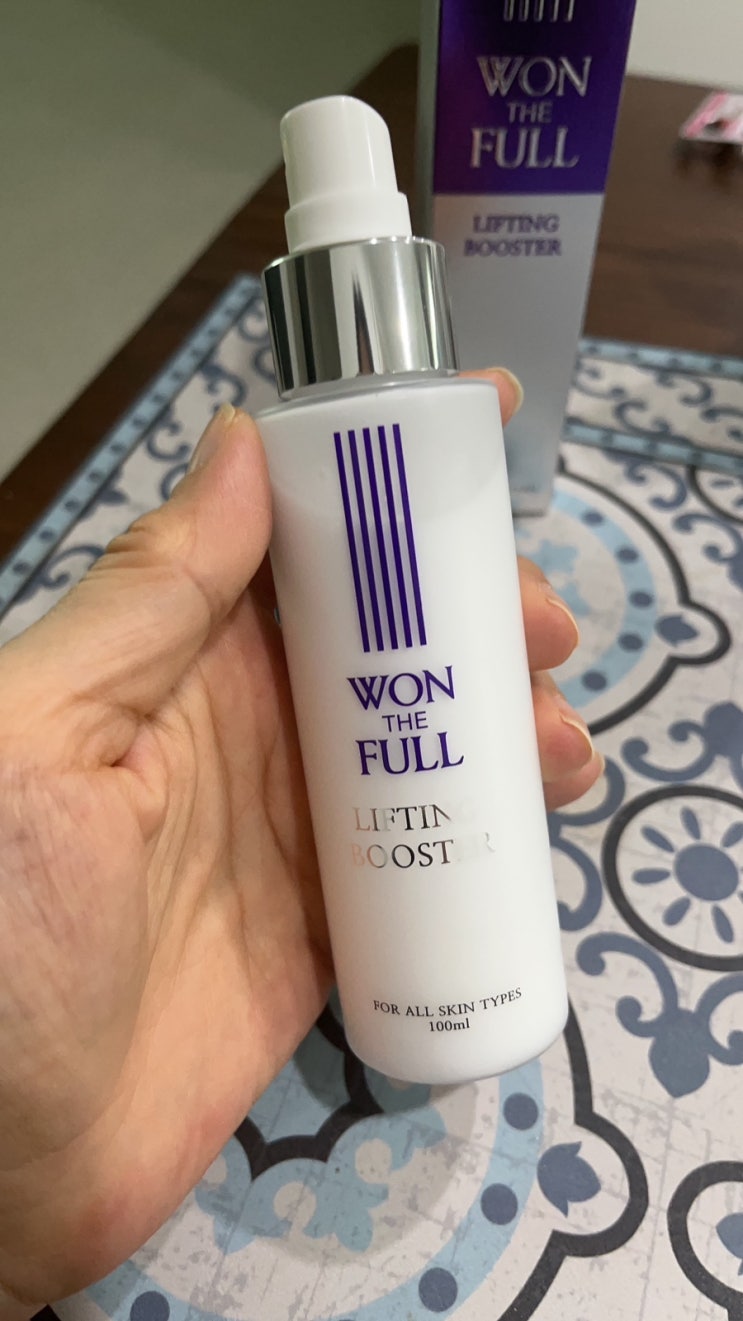 WON
THE
FULL
LIFTING
BOOSTER
WON
THE
FULL
LIFTING
BOOSTER
FOR ALL SKIN TYPES
100ml